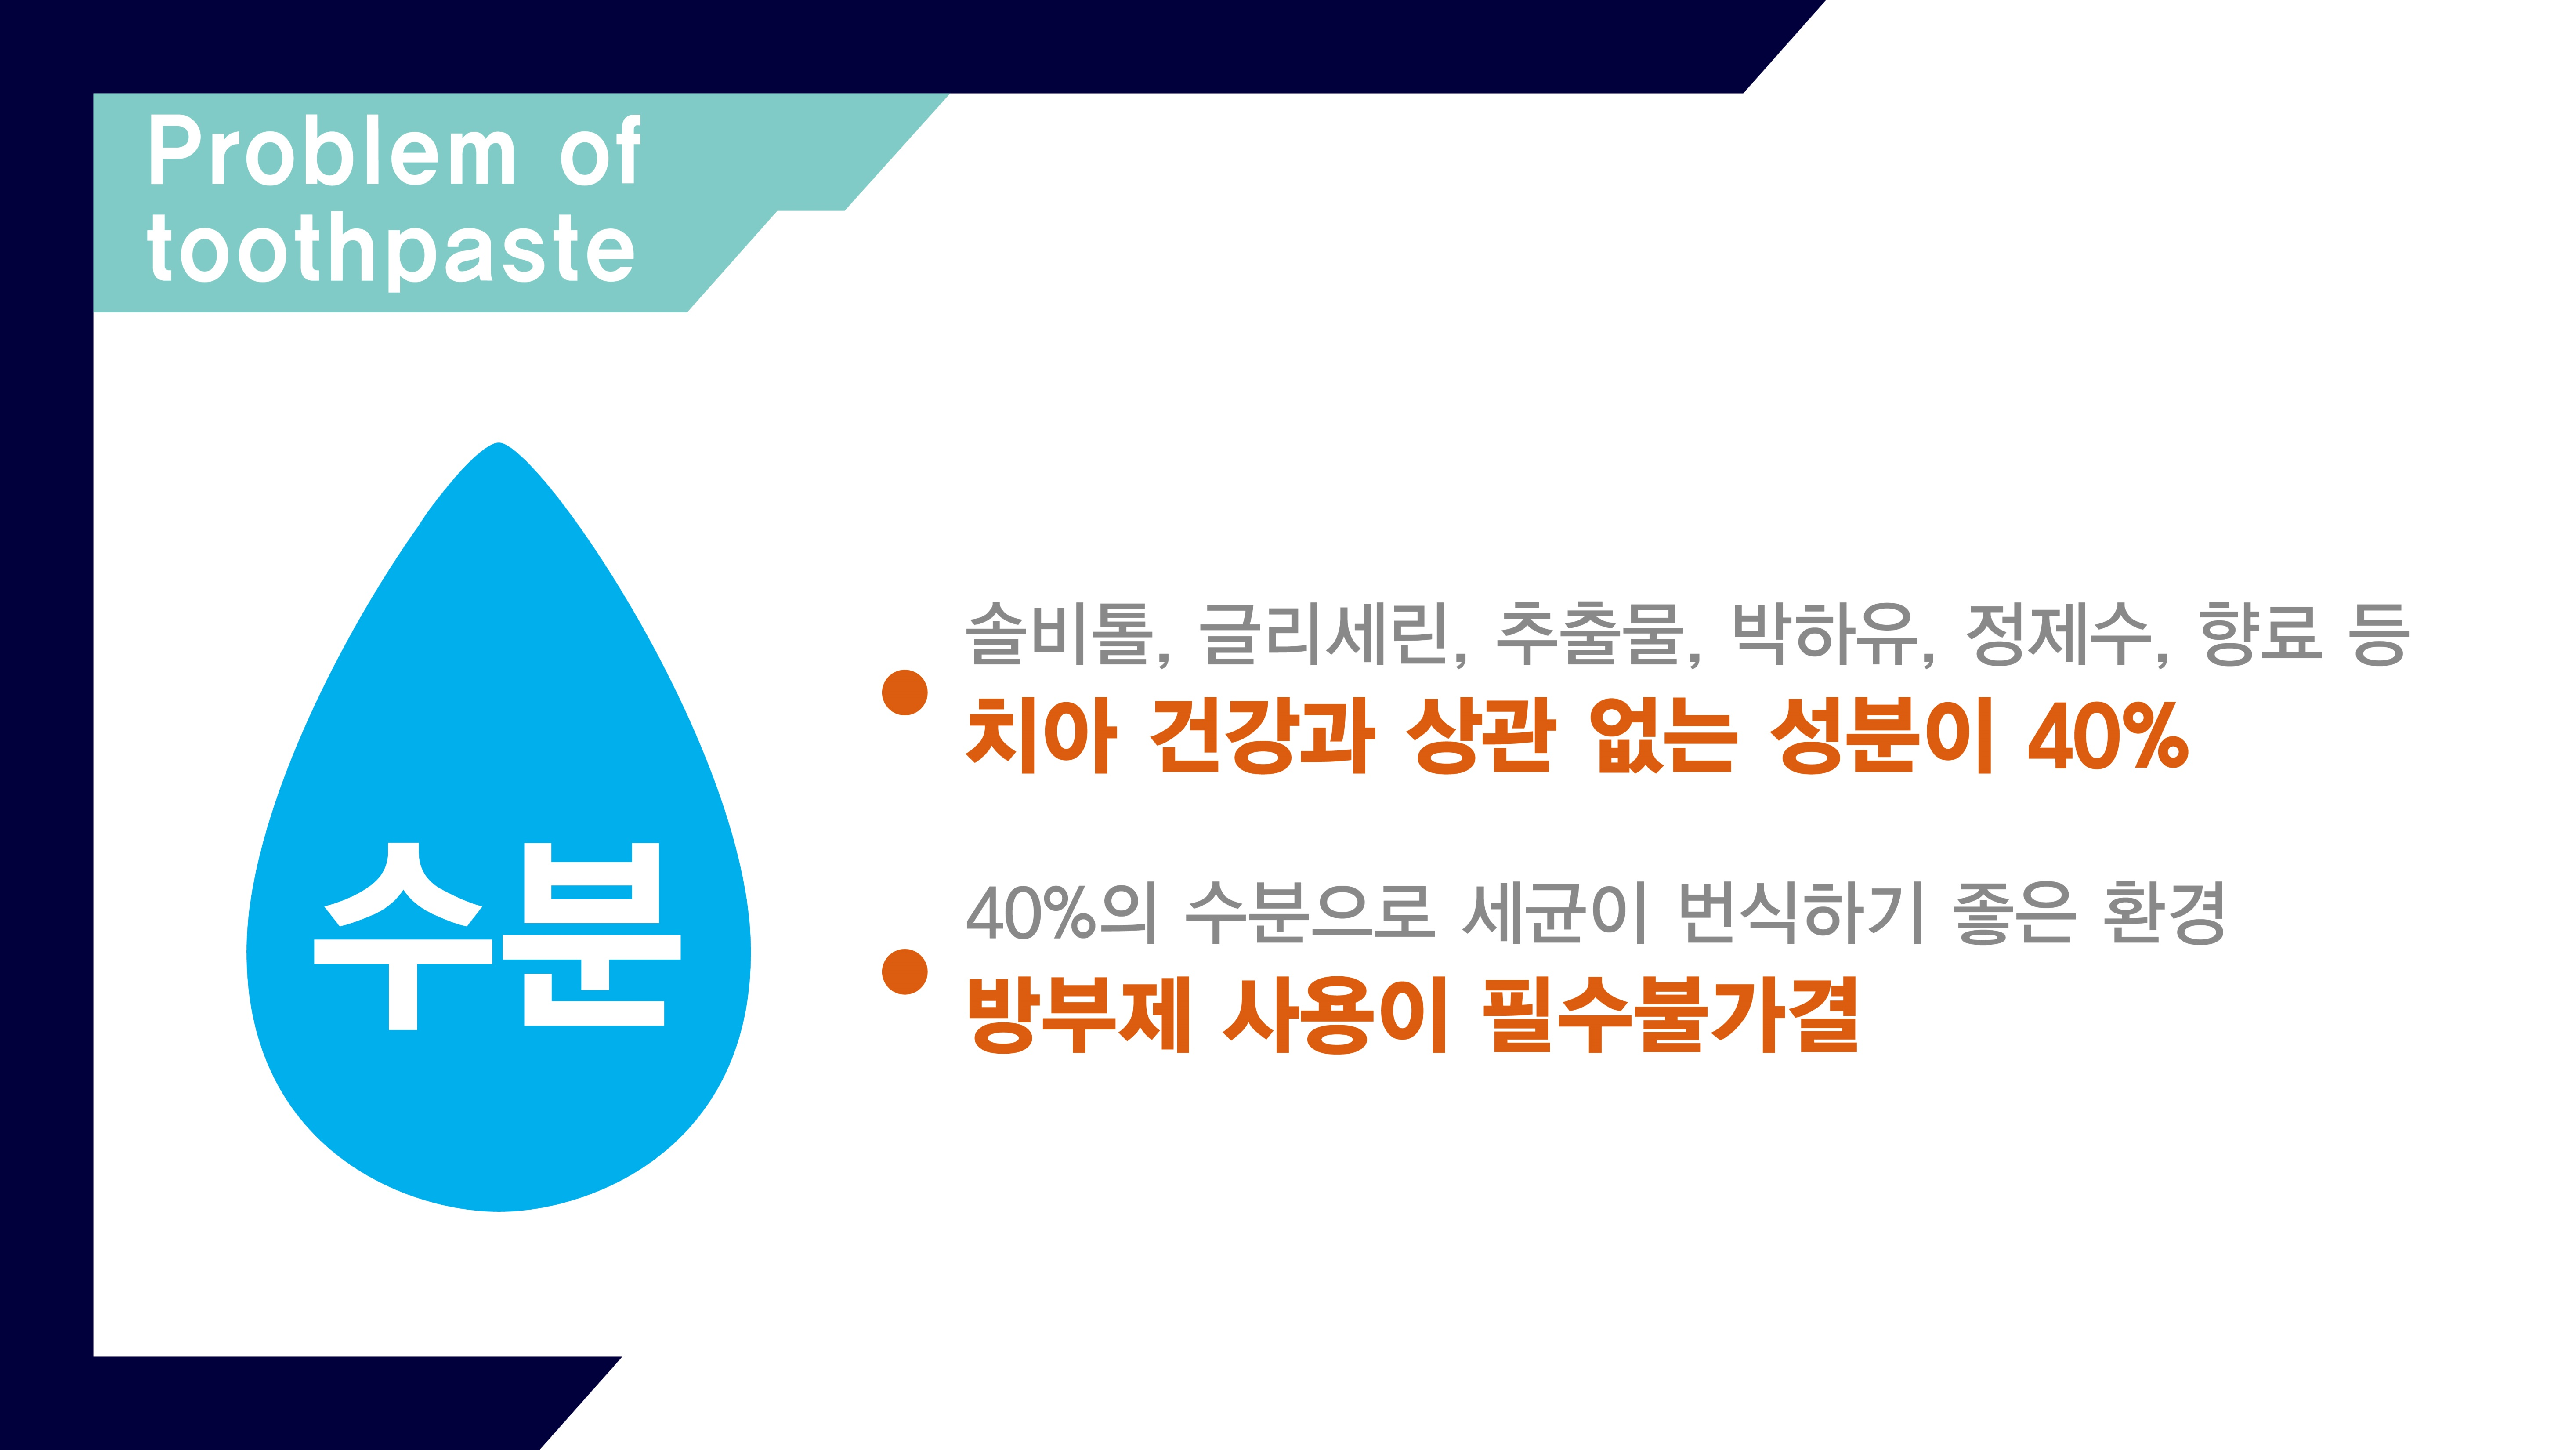 Problem of
toothpaste
수분
솔비톨, 글리세린, 추출물, 박하유, 정제수, 향료 등
치아 건강과 상관 없는 성분이 40%
40%의 수분으로 세균이 번식하기 좋은 환경
방부제 사용이 필수불가결